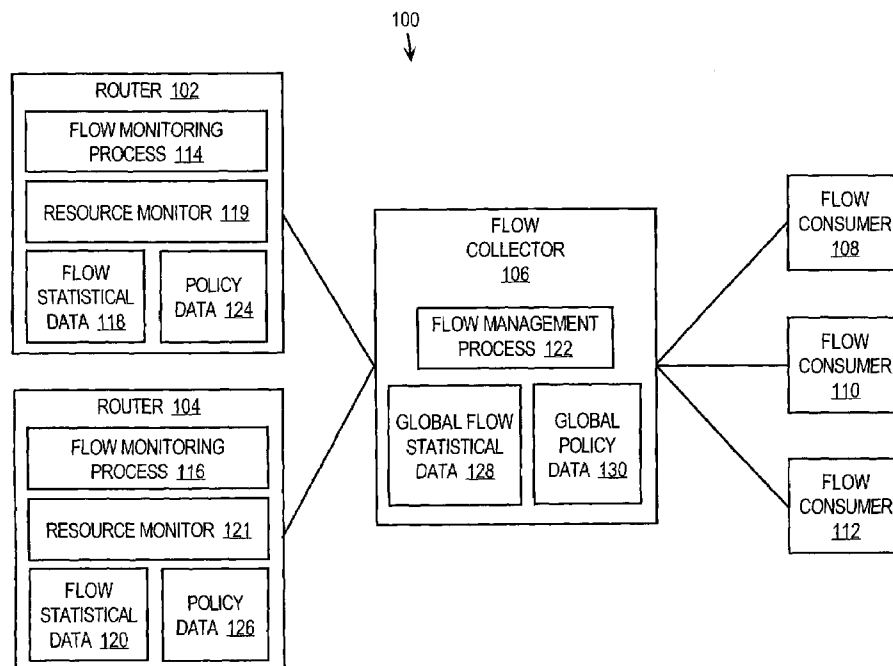 100
ROUTER 102
FLOW MONITORING
PROCESS 114
RESOURCE MONITOR 119
FLOW
STATISTICAL
DATA 118
POLICY
DATA 124
ROUTER 104
FLOW MONITORING
PROCESS 116
RESOURCE MONITOR 121
FLOW
STATISTICAL
DATA 120
POLICY
DATA 126
FLOW
COLLECTOR
106
FLOW MANAGEMENT
PROCESS 122
GLOBAL FLOW
STATISTICAL
DATA 128
GLOBAL
POLICY
DATA 130
FLOW
CONSUMER
108
FLOW
CONSUMER
110
FLOW
CONSUMER
112